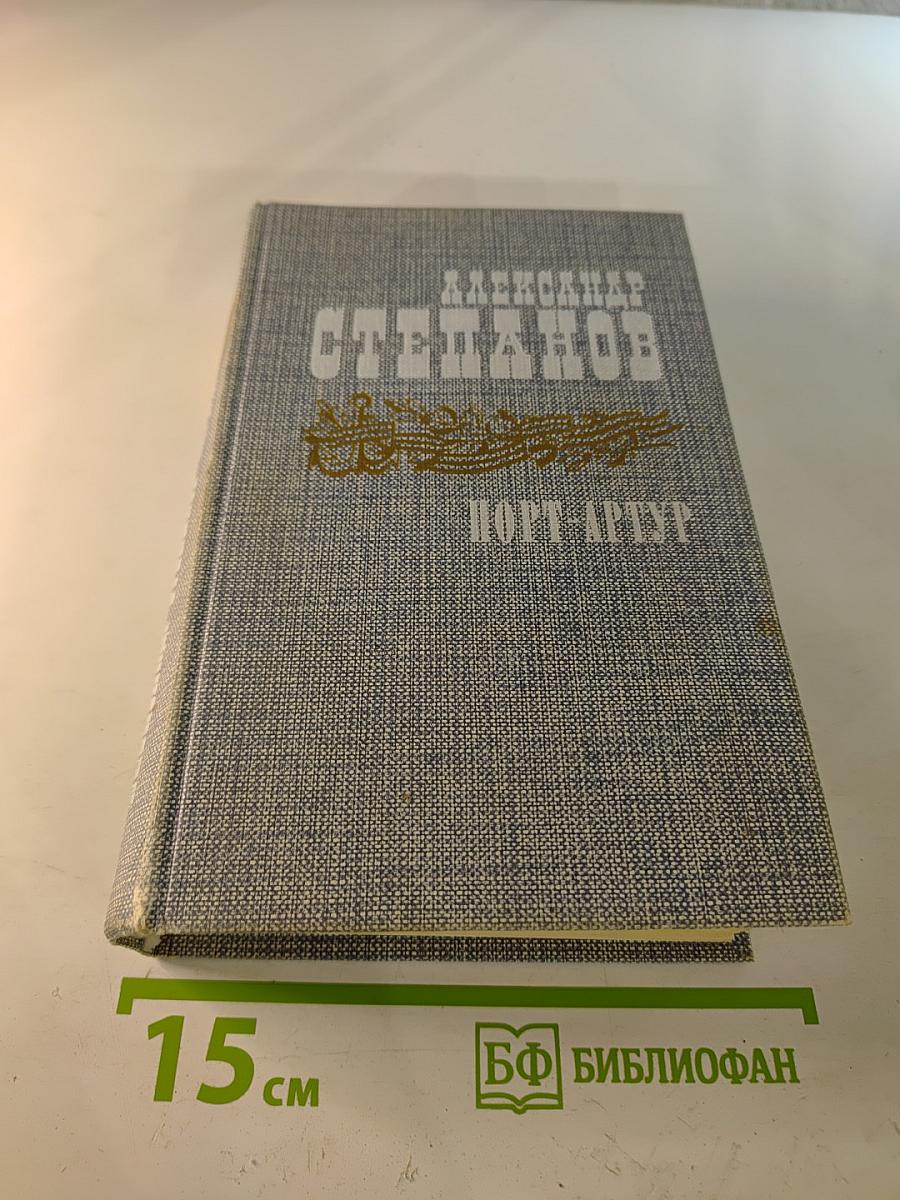 АЛЕКСАНДР
СТЕПАНОВ
ПОРТ-АРТУР
15 см
БФ БИБЛИОФАН